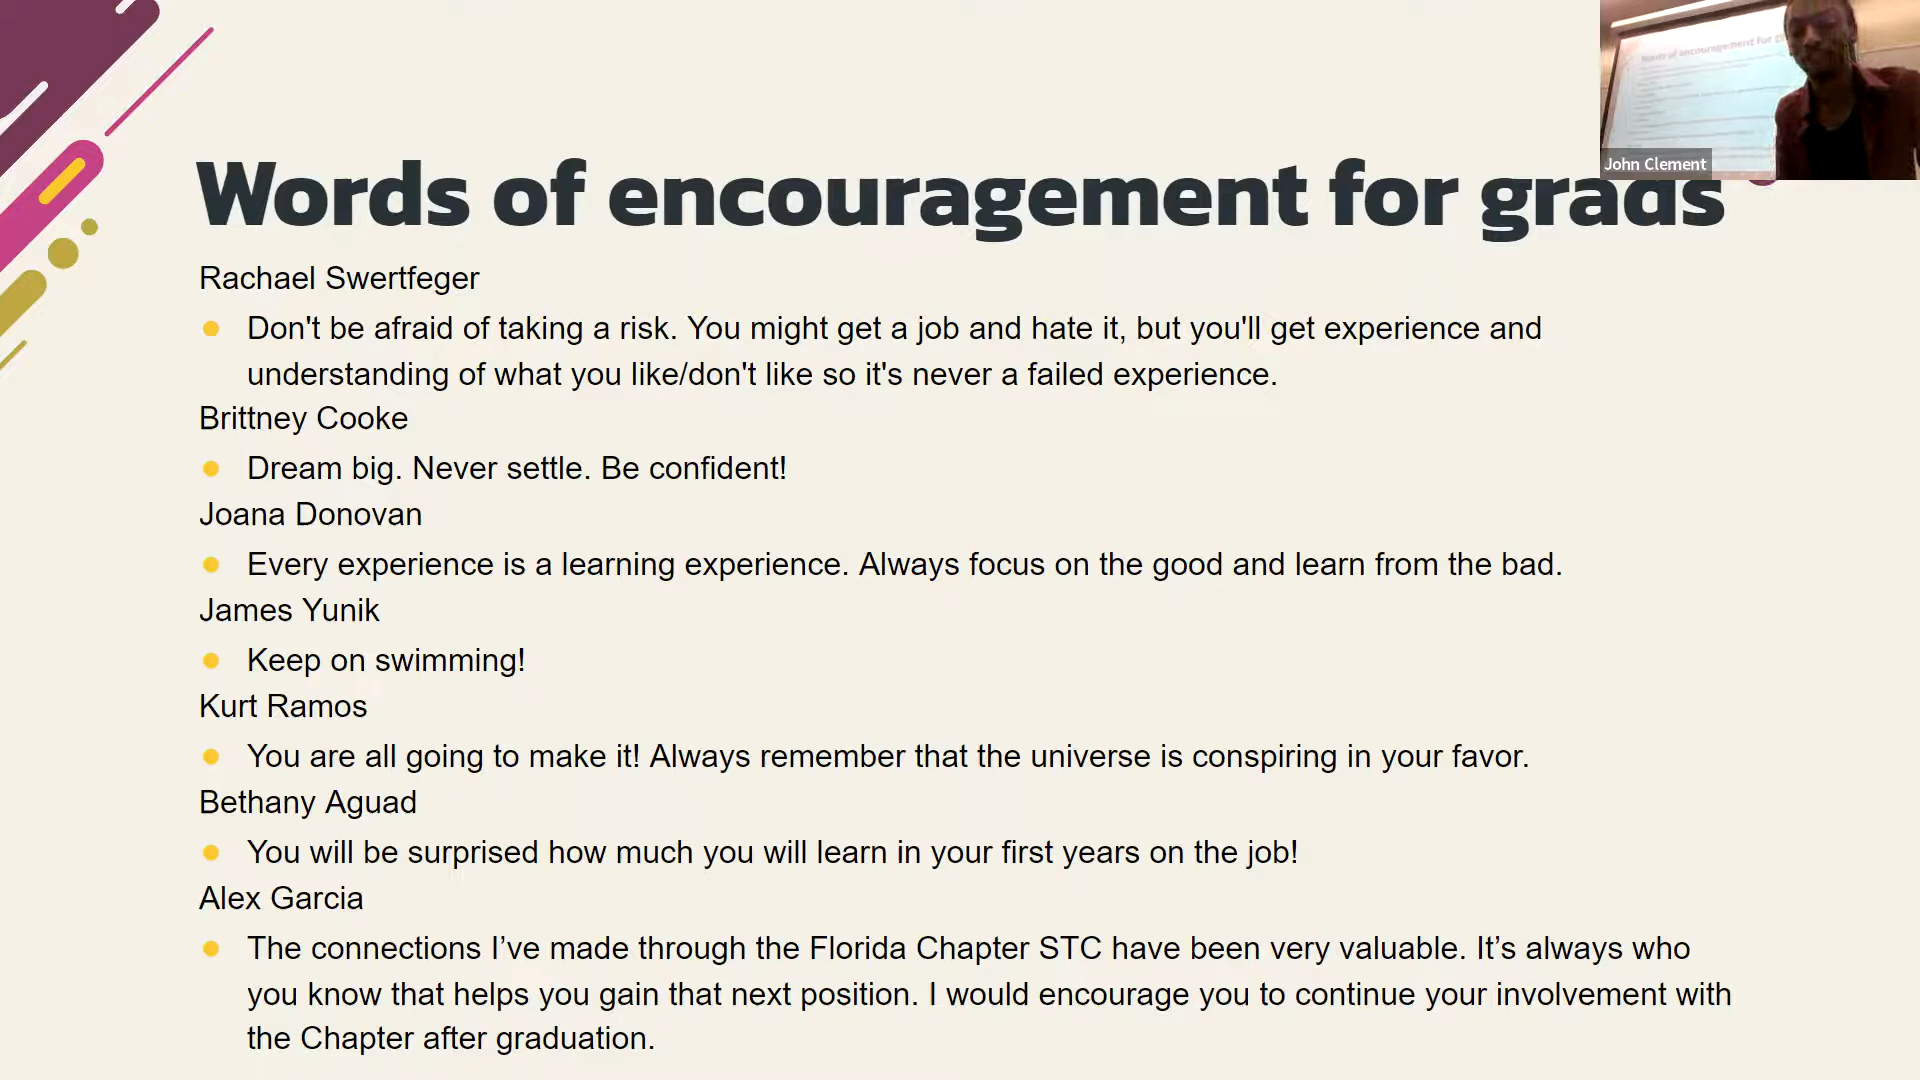 Words of encouragement for grads
John Clement
Words of encouragement for
Rachael Swertfeger
Don't be afraid of taking a risk. You might get a job and hate it, but you'll get experience and
understanding of what you like/don't like so it's never a failed experience.
Brittney Cooke
Dream big. Never settle. Be confident!
Joana Donovan
Every experience is a learning experience. Always focus on the good and learn from the bad.
James Yunik
Keep on swimming!
Kurt Ramos
You are all going to make it! Always remember that the universe is conspiring in your favor.
Bethany Aguad
You will be surprised how much you will learn in your first years on the job!
Alex Garcia
The connections I’ve made through the Florida Chapter STC have been very valuable. It’s always who
you know that helps you gain that next position. I would encourage you to continue your involvement with
the Chapter after graduation.